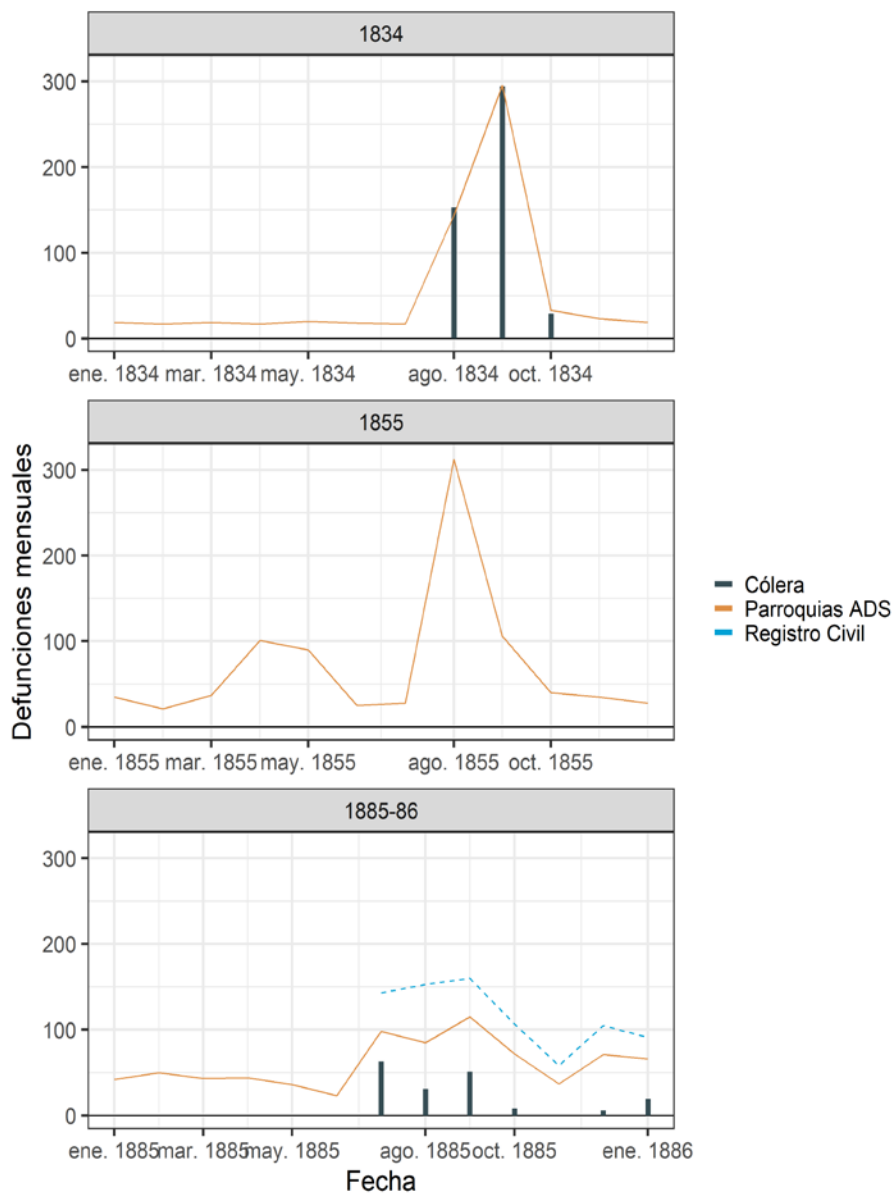 1834
300
200
100
0
ene. 1834 mar. 1834 may. 1834 ago. 1834 oct. 1834
1855
300
200
100
0
ene. 1855 mar. 1855 may. 1855 ago. 1855 oct. 1855
1885-86
300
200
100
0
ene. 1885 mar. 1885 may. 1885 ago. 1885 oct. 1885 ene. 1886
Fecha
Defunciones mensuales
Cólera
Parroquias ADS
Registro Civil